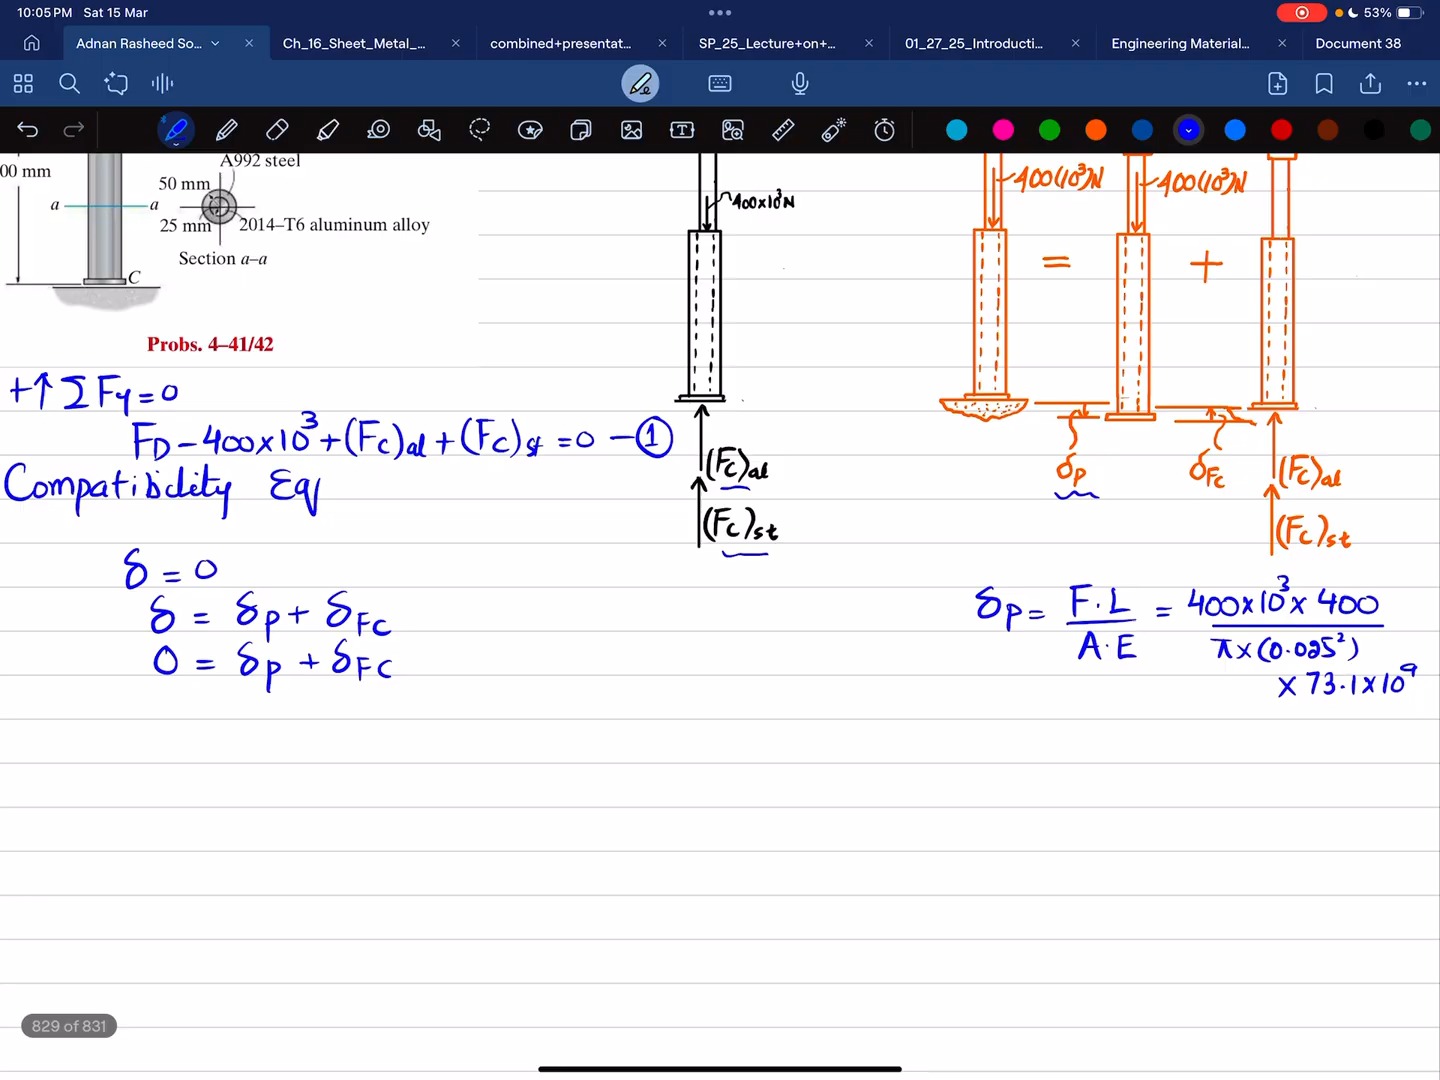 10:05 PM Sat 15 Mar
53%
Adnan Rasheed So...
Ch_16_Sheet_Metal_...
combined+presentat...
SP_25_Lecture+on+...
01_27_25_Introducti...
Engineering Material...
Document 38
00 mm
A992 steel
50 mm
a a
25 mm
2014–T6 aluminum alloy
Section a–a
C
Probs. 4–41/42
400×10³N
400(10³)N
400(10³)N
=
+
+↑ ΣFy = 0
FD − 400×10³ + (Fc)al + (Fc)st = 0 − ①
Compatibility Eq
(Fc)al
(Fc)st
δP
δFc
(Fc)al
(Fc)st
δ = 0
δ = δP + δFC
0 = δP + δFC
δP = F.L / A.E = 400×10³ × 400 / π×(0.025²)
× 73.1×10⁹
829 of 831